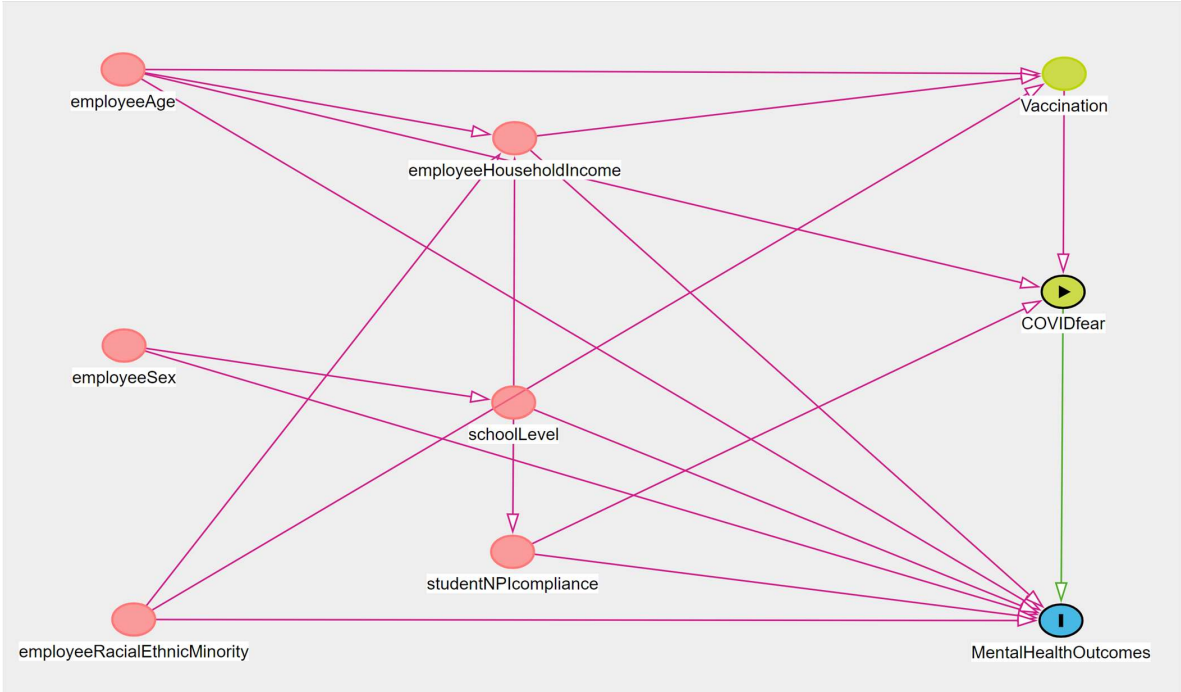 employeeAge
Vaccination
employeeHouseholdIncome
COVIDfear
employeeSex
schoolLevel
studentNPIcompliance
employeeRacialEthnicMinority
MentalHealthOutcomes